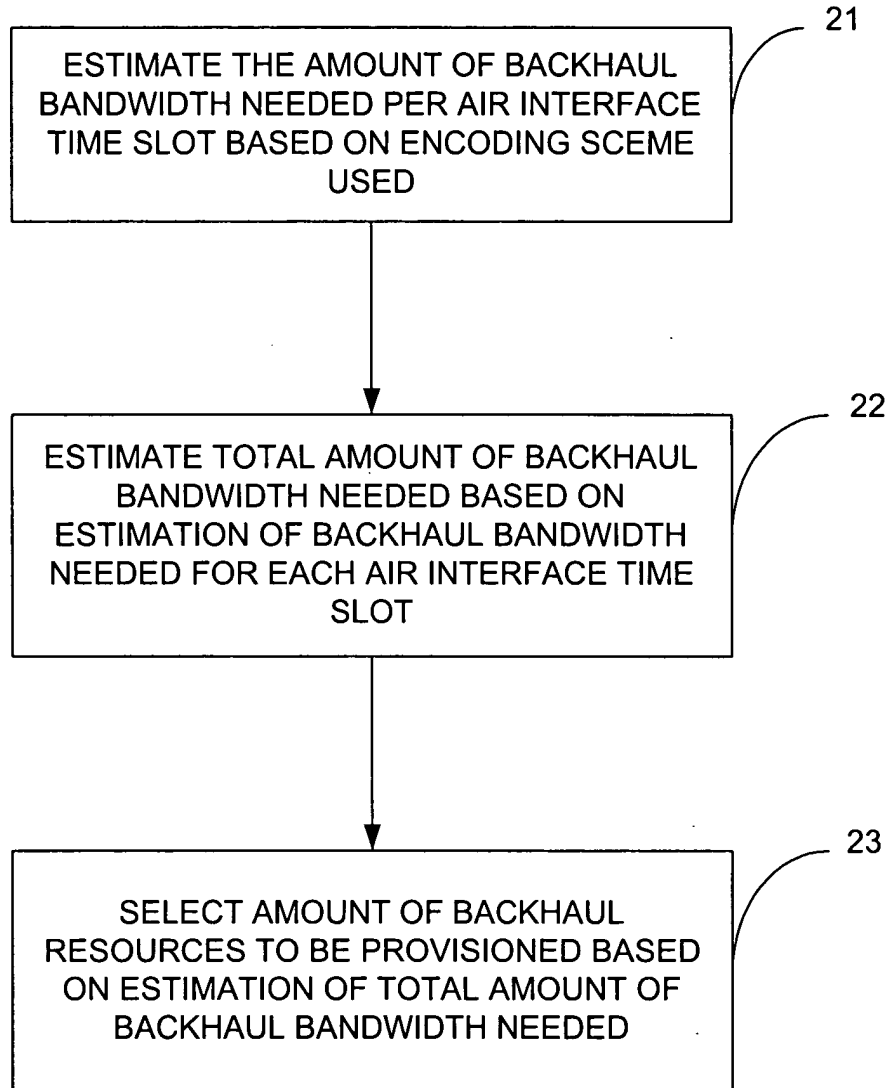 21
ESTIMATE THE AMOUNT OF BACKHAUL
BANDWIDTH NEEDED PER AIR INTERFACE
TIME SLOT BASED ON ENCODING SCEME
USED
22
ESTIMATE TOTAL AMOUNT OF BACKHAUL
BANDWIDTH NEEDED BASED ON
ESTIMATION OF BACKHAUL BANDWIDTH
NEEDED FOR EACH AIR INTERFACE TIME
SLOT
23
SELECT AMOUNT OF BACKHAUL
RESOURCES TO BE PROVISIONED BASED
ON ESTIMATION OF TOTAL AMOUNT OF
BACKHAUL BANDWIDTH NEEDED